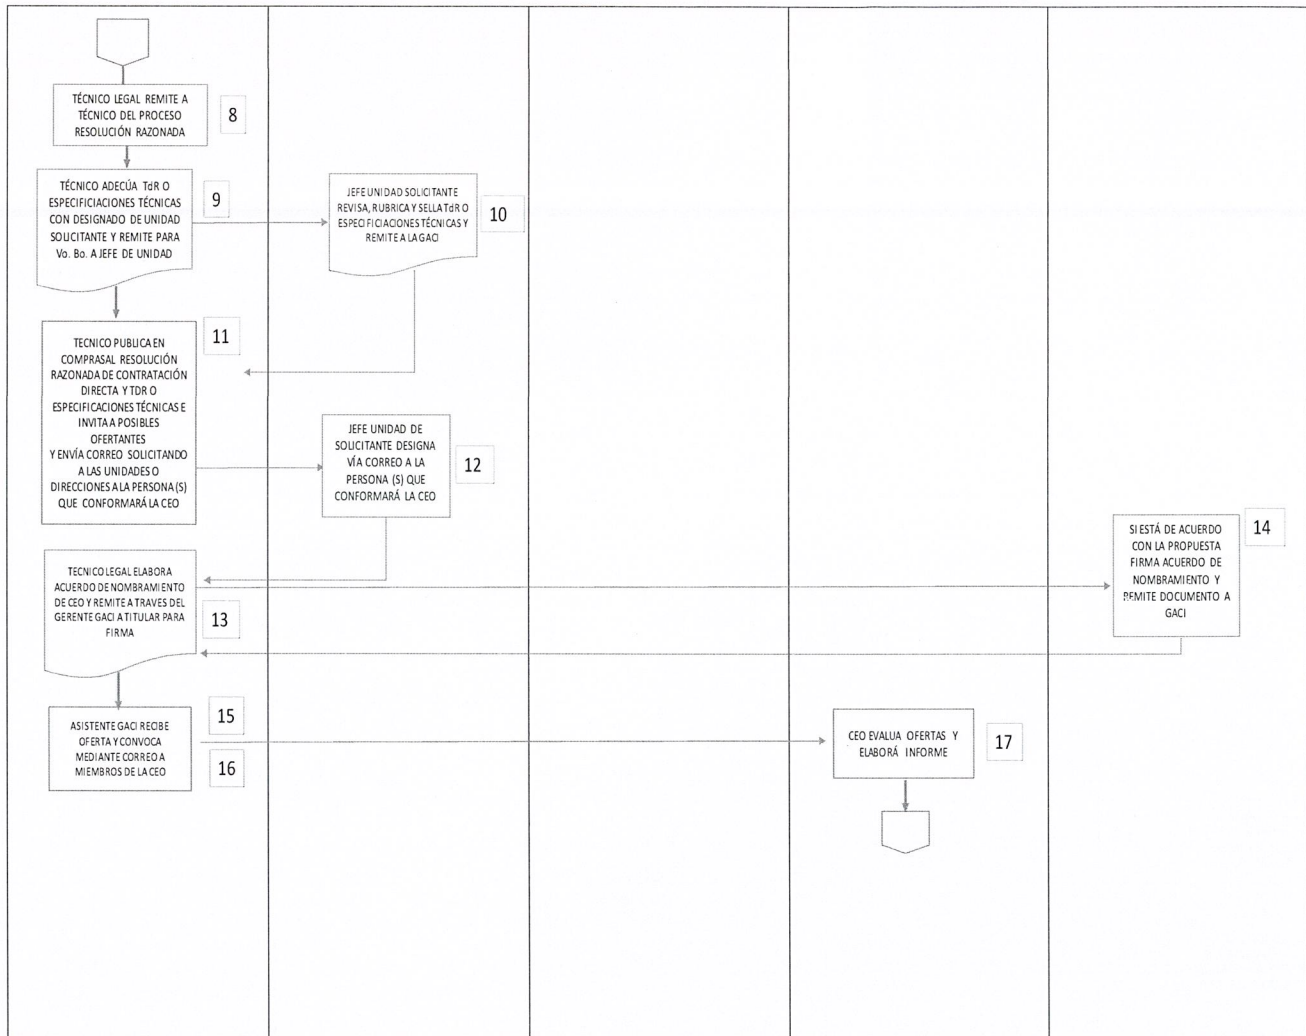 TÉCNICO LEGAL REMITE A
TÉCNICO DEL PROCESO
RESOLUCIÓN RAZONADA
8
TÉCNICO ADECÚA TdR O
ESPECIFICIACIONES TÉCNICAS
CON DESIGNADO DE UNIDAD
SOLICITANTE Y REMITE PARA
Vo. Bo. A JEFE DE UNIDAD
9
JEFE UNIDAD SOLICITANTE
REVISA, RUBRICA Y SELLA TdR O
ESPECIFICIACIONES TÉCNICAS Y
REMITE A LA GACI
10
TECNICO PUBLICA EN
COMPRASAL RESOLUCIÓN
RAZONADA DE CONTRATACIÓN
DIRECTA Y TDR O
ESPECIFICACIONES TÉCNICAS E
INVITA A POSIBLES
OFERTANTES
Y ENVÍA CORREO SOLICITANDO
A LAS UNIDADES O
DIRECCIONES A LA PERSONA (S)
QUE CONFORMARÁ LA CEO
11
JEFE UNIDAD DE
SOLICITANTE DESIGNA
VÍA CORREO A LA
PERSONA (S) QUE
CONFORMARÁ LA CEO
12
TECNICO LEGAL ELABORA
ACUERDO DE NOMBRAMIENTO
DE CEO Y REMITE A TRAVES DEL
GERENTE GACI A TITULAR PARA
FIRMA
13
SI ESTÁ DE ACUERDO
CON LA PROPUESTA
FIRMA ACUERDO DE
NOMBRAMIENTO Y
REMITE DOCUMENTO A
GACI
14
ASISTENTE GACI RECIBE
OFERTA Y CONVOCA
MEDIANTE CORREO A
MIEMBROS DE LA CEO
15
16
CEO EVALUA OFERTAS Y
ELABORÁ INFORME
17